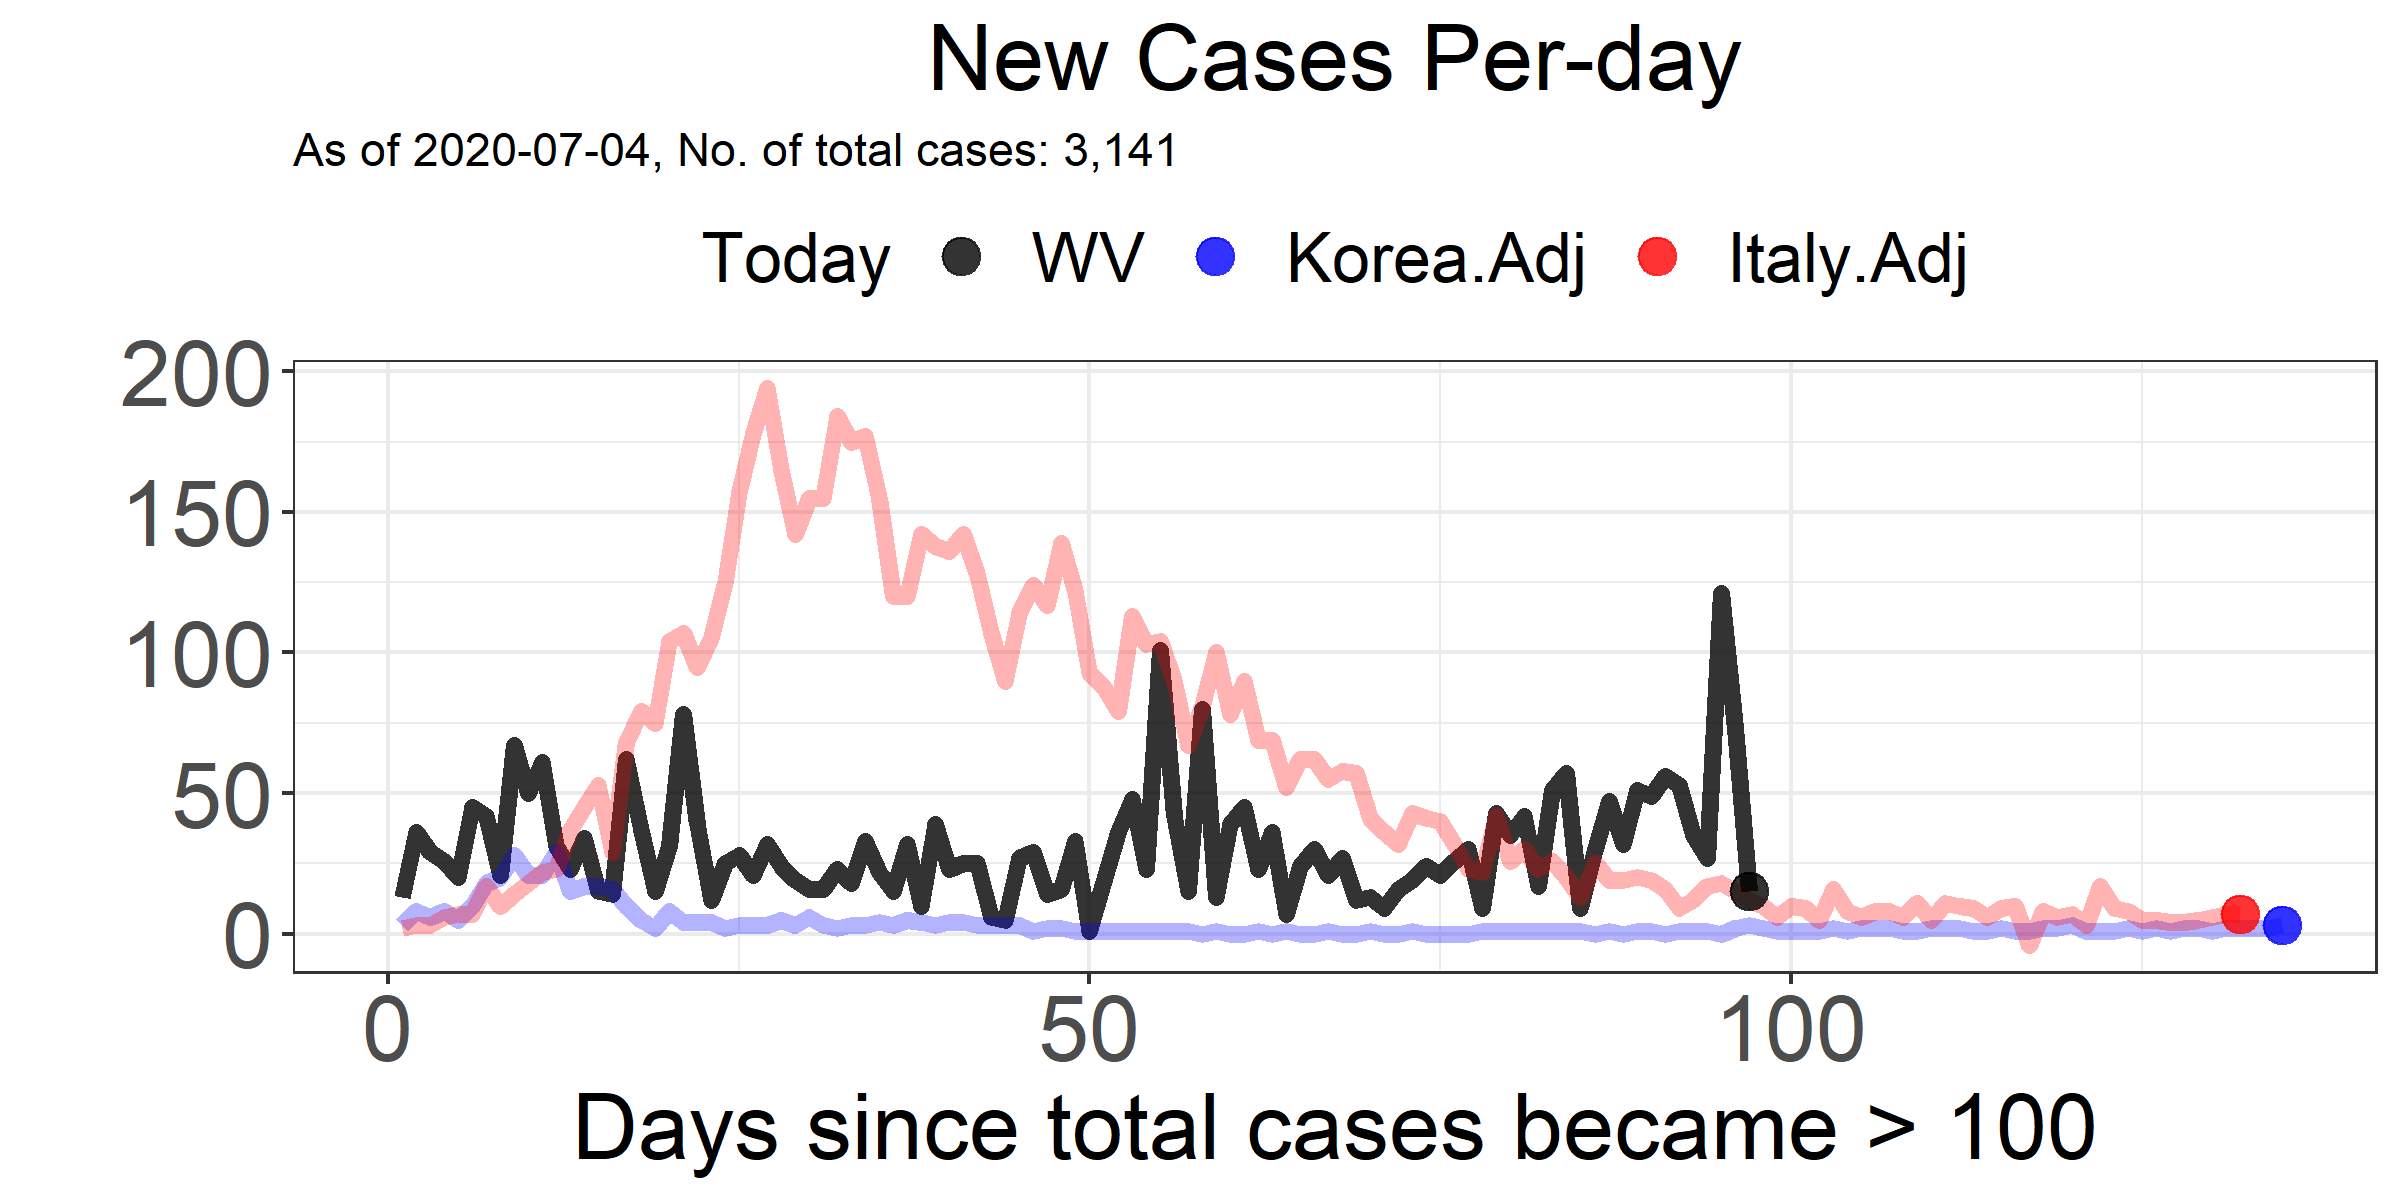 New Cases Per-day
As of 2020-07-04, No. of total cases: 3,141
Today WV Korea.Adj Italy.Adj
200
150
100
50
0
0 50 100
Days since total cases became > 100